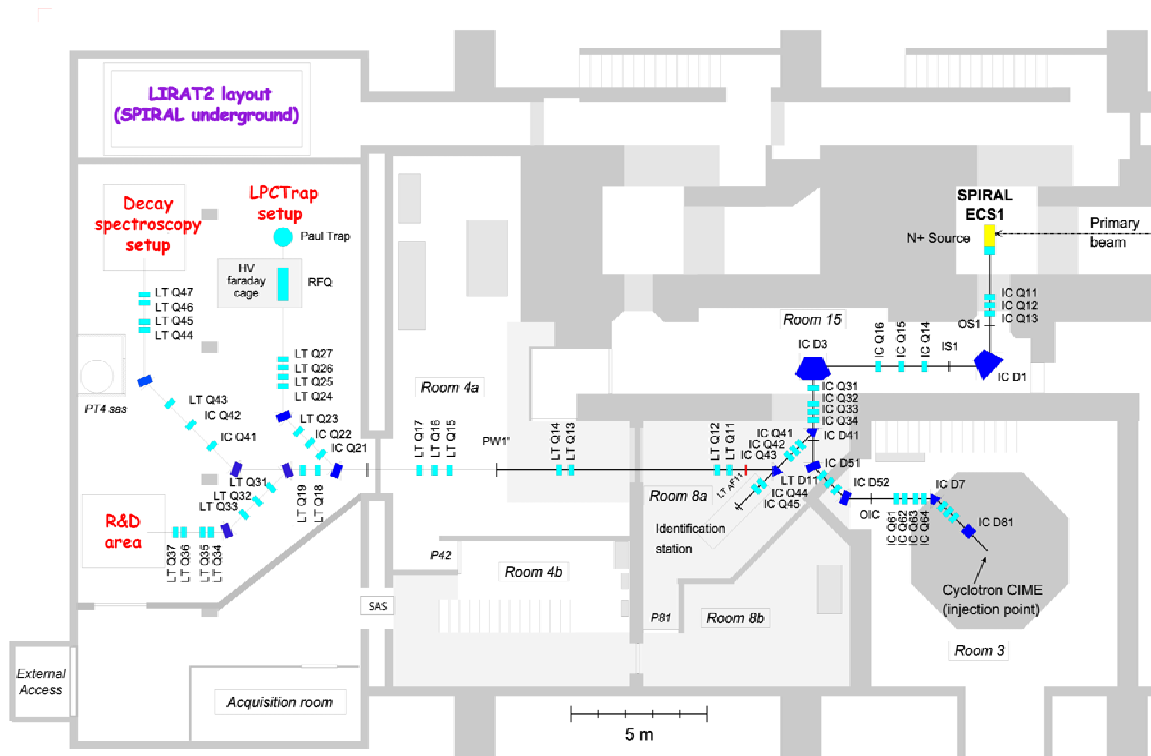 LIRAT2 layout
(SPIRAL underground)
Decay
spectroscopy
setup
LPCTrap
setup
Paul Trap
HV
faraday
cage
RFQ
SPIRAL
ECS1
N+ Source
Primary
beam
IC Q11
IC Q12
IC Q13
OS1
IS1
IC D1
Room 15
IC D3
IC Q16
IC Q15
IC Q14
IC Q31
IC Q32
IC Q33
IC Q34
LT Q47
LT Q46
LT Q45
LT Q44
LT Q27
LT Q26
LT Q25
LT Q24
LT Q23
IC Q22
IC Q21
PT4 sas
LT Q43
IC Q42
IC Q41
Room 4a
LT Q17
LT Q16
LT Q15
PW1"
LT Q14
LT Q13
LT Q12
LT Q11
LT AF11
IC Q41
IC Q42
IC Q43
IC D41
IC D51
LT D11
IC Q44
IC Q45
IC D52
OIC
IC D7
IC Q61
IC Q62
IC Q63
IC Q64
IC D81
LT Q31
LT Q32
LT Q33
LT Q19
LT Q18
R&D
area
LT Q37
LT Q36
LT Q35
LT Q34
Room 8a
Identification
station
P42
Room 4b
SAS
P81
Room 8b
Cyclotron CIME
(injection point)
Room 3
External
Access
Acquisition room
5 m